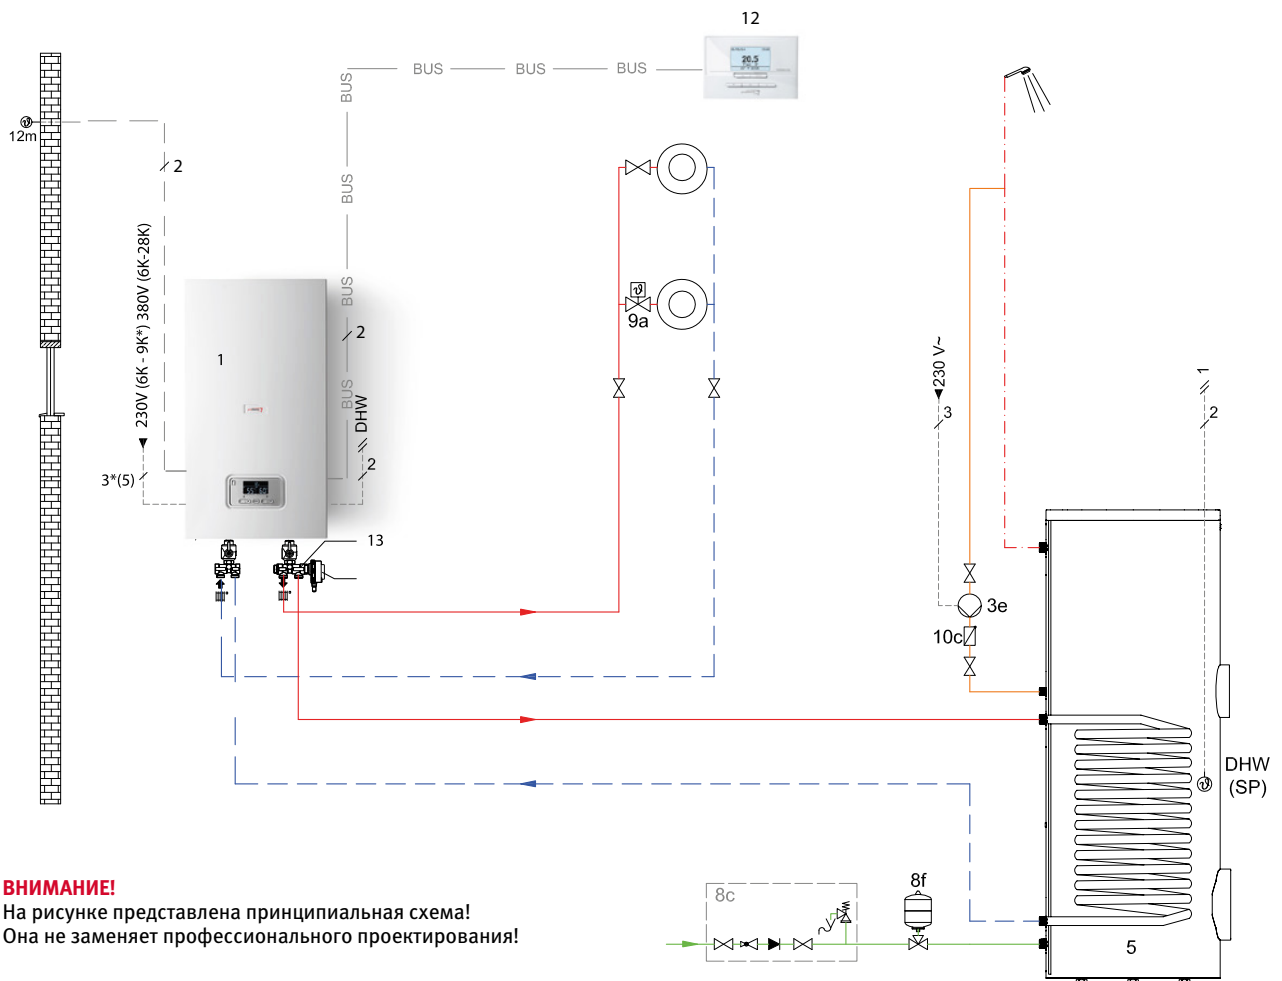 12
BUS BUS BUS
BUS
12m
2
BUS
230V (6K - 9K*) 380V (6K-28K)
BUS
20.5
9a
1
2
BUS
DHW
230 V~
3
1
2
3*(5)
2
13
3e
10c
DHW
(SP)
ВНИМАНИЕ!
На рисунке представлена принципиальная схема!
Она не заменяет профессионального проектирования!
8c
8f
5